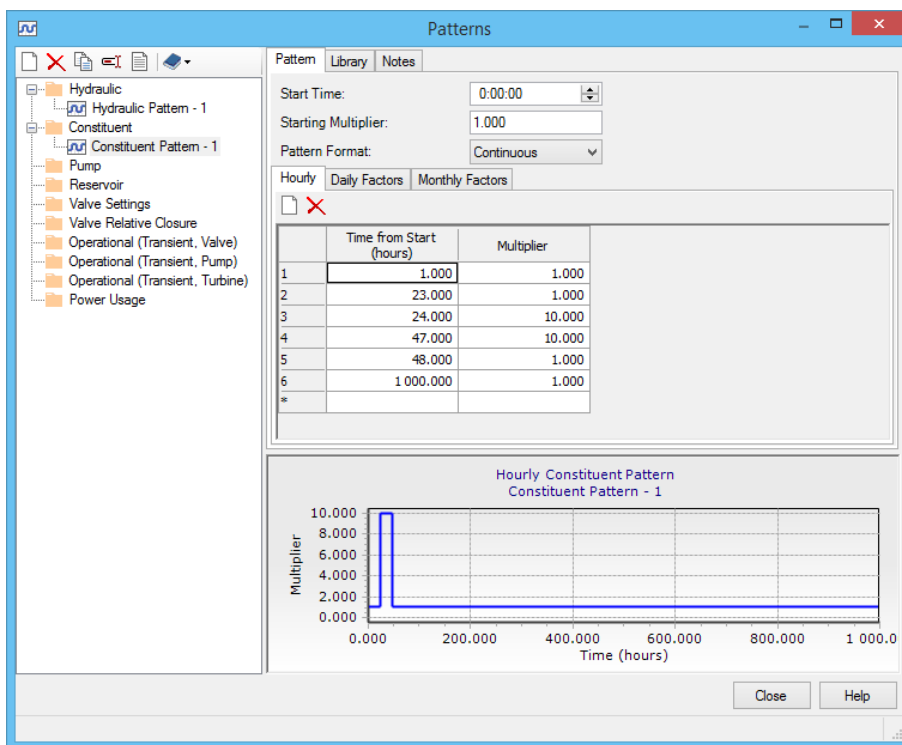 Patterns
Hydraulic
Hydraulic Pattern - 1
Constituent
Constituent Pattern - 1
Pump
Reservoir
Valve Settings
Valve Relative Closure
Operational (Transient, Valve)
Operational (Transient, Pump)
Operational (Transient, Turbine)
Power Usage
Pattern Library Notes
Start Time: 0:00:00
Starting Multiplier: 1.000
Pattern Format: Continuous
Hourly Daily Factors Monthly Factors
Time from Start
(hours) Multiplier
1 1.000 1.000
2 23.000 1.000
3 24.000 10.000
4 47.000 10.000
5 48.000 1.000
6 1 000.000 1.000
*
Hourly Constituent Pattern
Constituent Pattern - 1
10.000
8.000
6.000
4.000
2.000
0.000
Multiplier
0.000 200.000 400.000 600.000 800.000 1 000.0
Time (hours)
Close Help